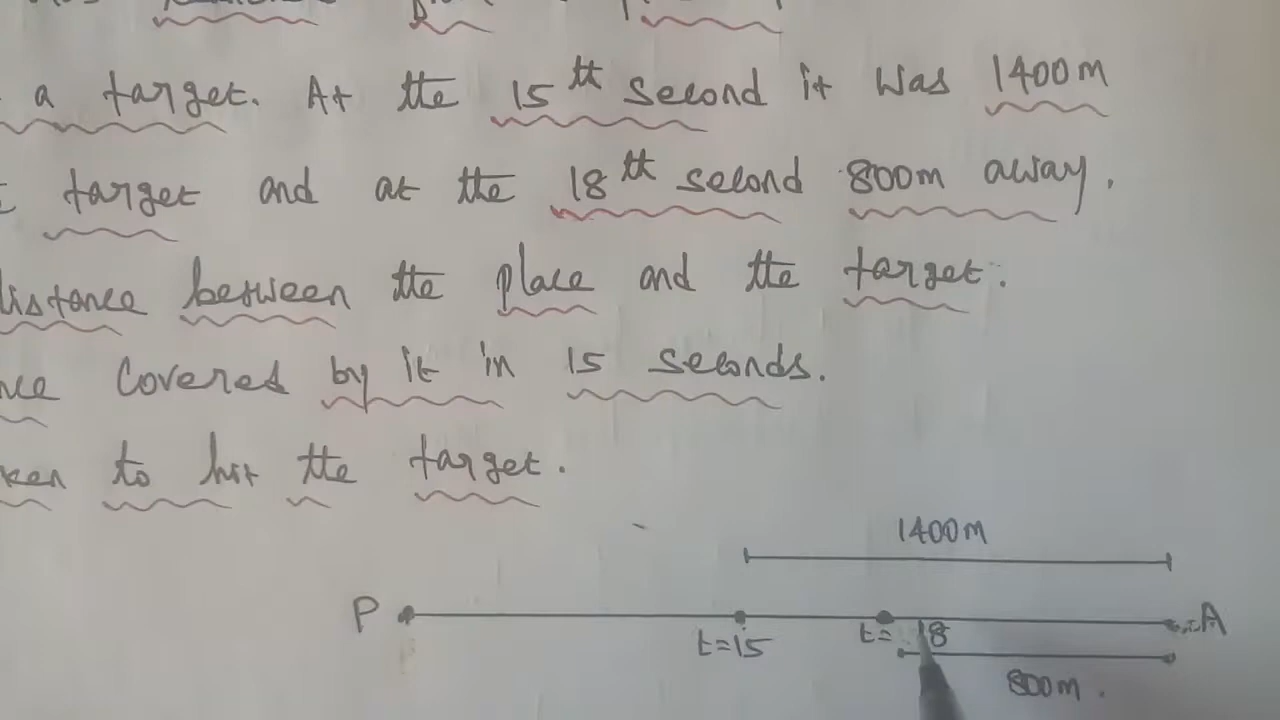 a target. At the 15th second it was 1400m
target and at the 18th second 800m away.
distance between the place and the target.
covered by it in 15 seconds.
to hit the target.
1400m
P t=15 t=18 A
800m.